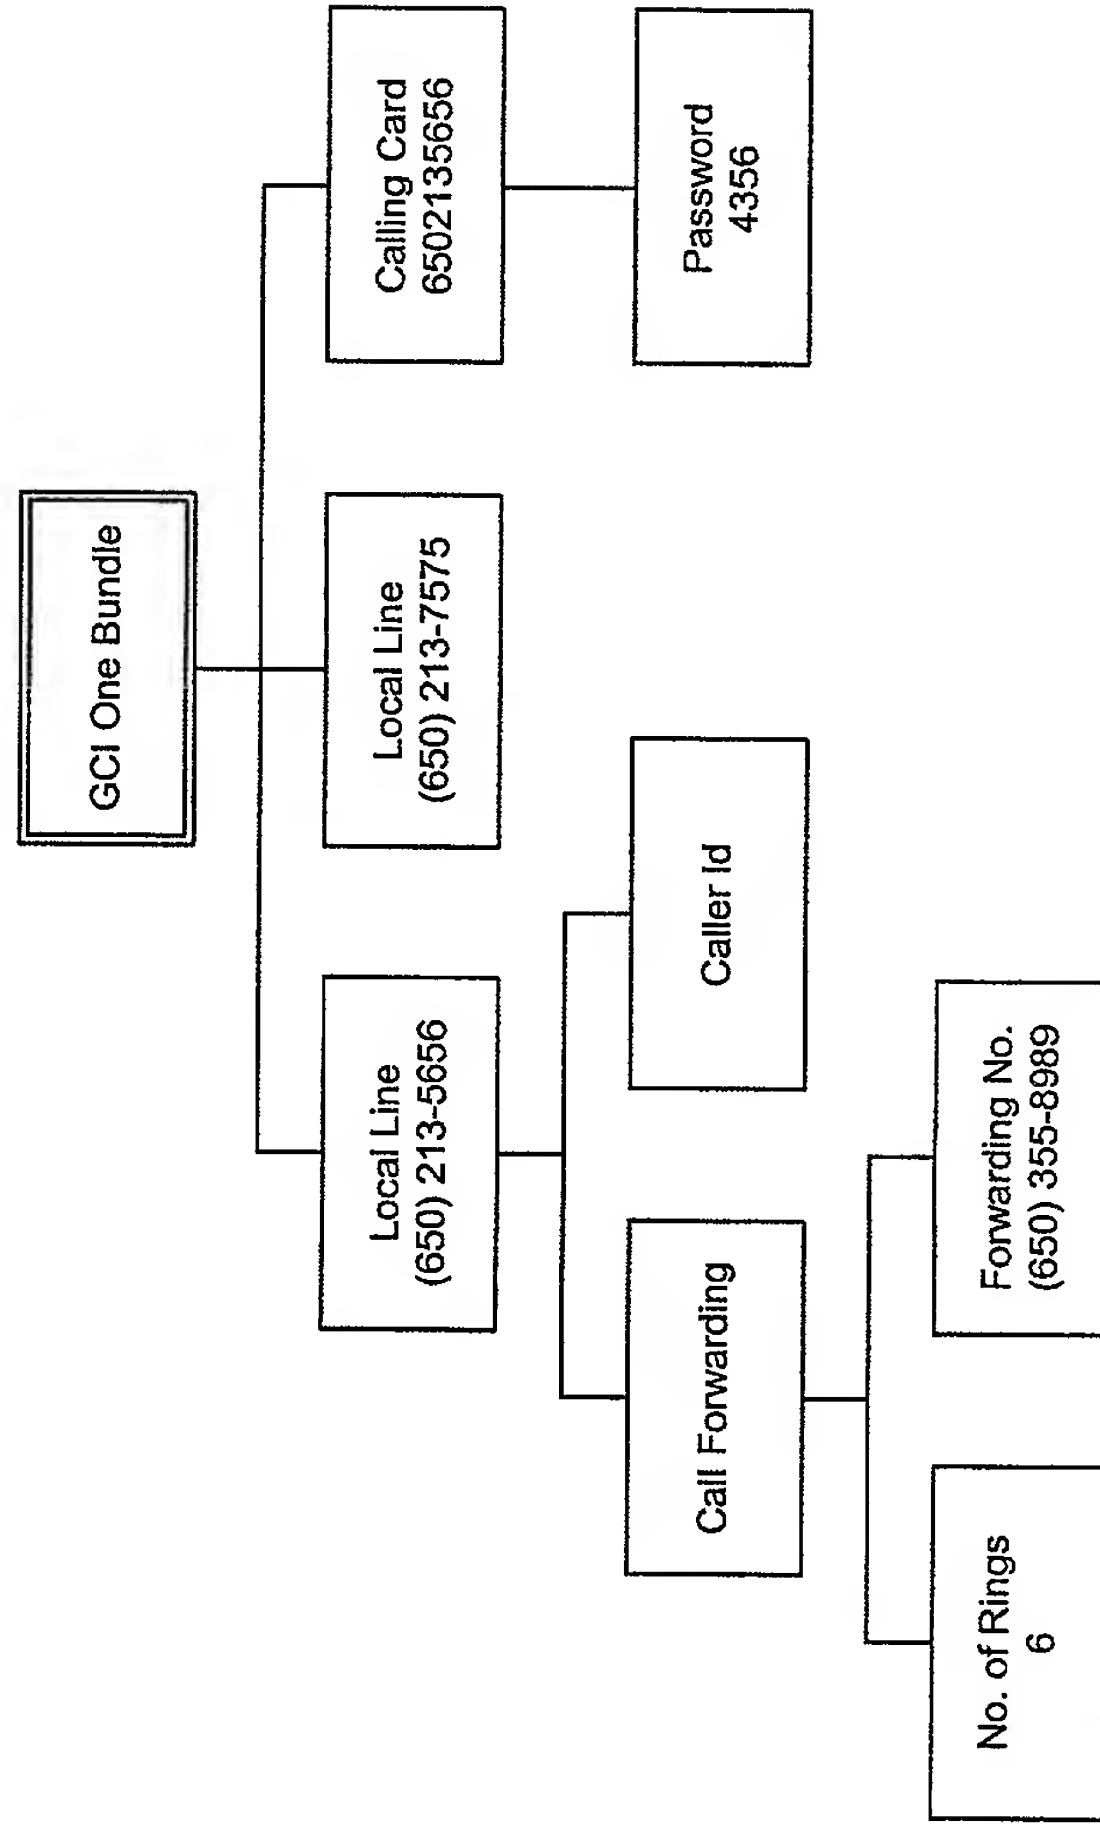 GCI One Bundle
Local Line
(650) 213-5656
Local Line
(650) 213-7575
Calling Card
6502135656
Call Forwarding
Caller Id
Password
4356
No. of Rings
6
Forwarding No.
(650) 355-8989